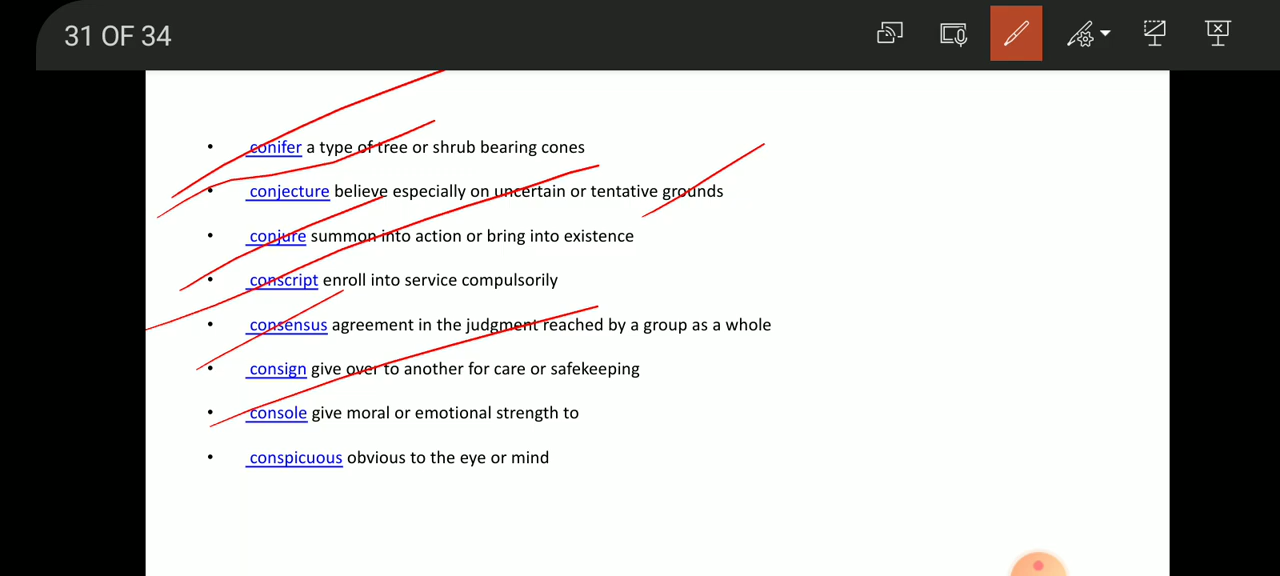 31 OF 34
• conifer a type of tree or shrub bearing cones
• conjecture believe especially on uncertain or tentative grounds
• conjure summon into action or bring into existence
• conscript enroll into service compulsorily
• consensus agreement in the judgment reached by a group as a whole
• consign give over to another for care or safekeeping
• console give moral or emotional strength to
• conspicuous obvious to the eye or mind